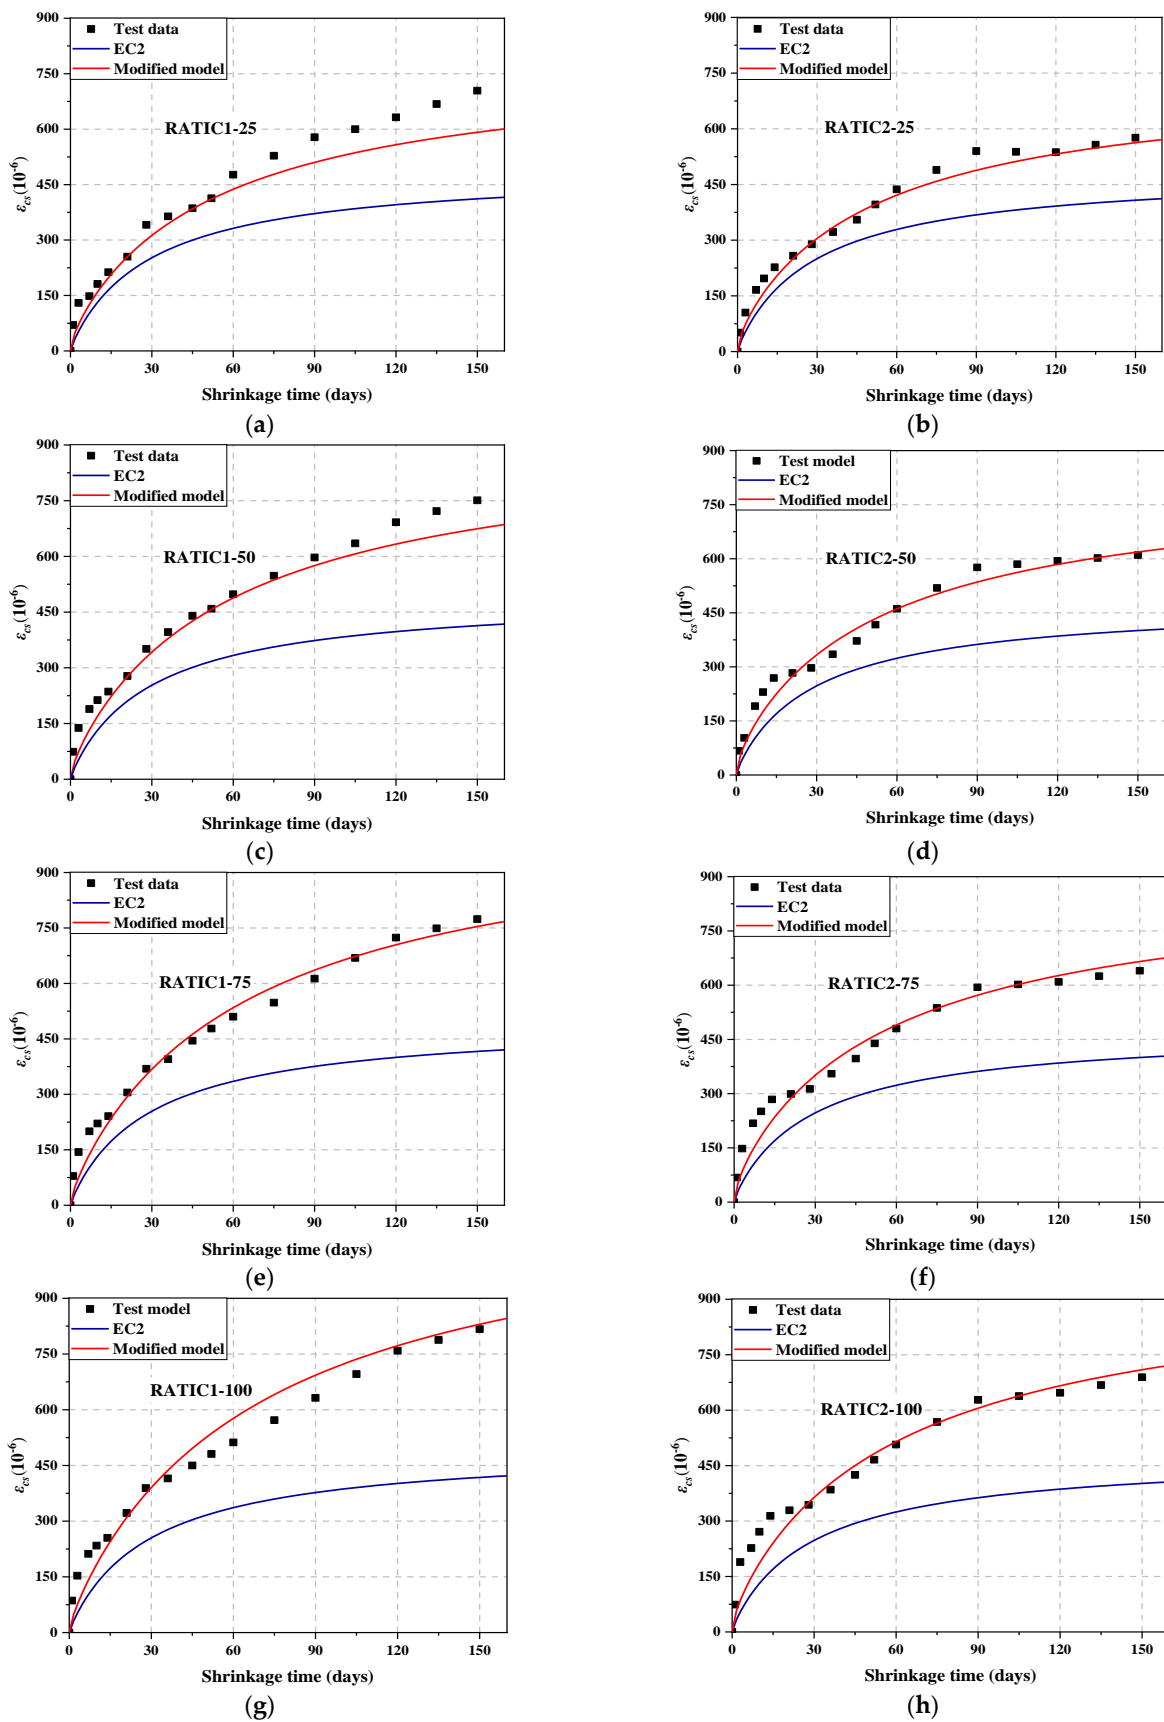 900
750
600
450
300
150
0
ε_cs(10⁻⁶)
Test data
EC2
Modified model
RATIC1-25
0 30 60 90 120 150
Shrinkage time (days)
(a)
900
750
600
450
300
150
0
ε_cs(10⁻⁶)
Test data
EC2
Modified model
RATIC2-25
0 30 60 90 120 150
Shrinkage time (days)
(b)
900
750
600
450
300
150
0
ε_cs(10⁻⁶)
Test data
EC2
Modified model
RATIC1-50
0 30 60 90 120 150
Shrinkage time (days)
(c)
900
750
600
450
300
150
0
ε_cs(10⁻⁶)
Test model
EC2
Modified model
RATIC2-50
0 30 60 90 120 150
Shrinkage time (days)
(d)
900
750
600
450
300
150
0
ε_cs(10⁻⁶)
Test data
EC2
Modified model
RATIC1-75
0 30 60 90 120 150
Shrinkage time (days)
(e)
900
750
600
450
300
150
0
ε_cs(10⁻⁶)
Test data
EC2
Modified model
RATIC2-75
0 30 60 90 120 150
Shrinkage time (days)
(f)
900
750
600
450
300
150
0
ε_cs(10⁻⁶)
Test model
EC2
Modified model
RATIC1-100
0 30 60 90 120 150
Shrinkage time (days)
(g)
900
750
600
450
300
150
0
ε_cs(10⁻⁶)
Test data
EC2
Modified model
RATIC2-100
0 30 60 90 120 150
Shrinkage time (days)
(h)